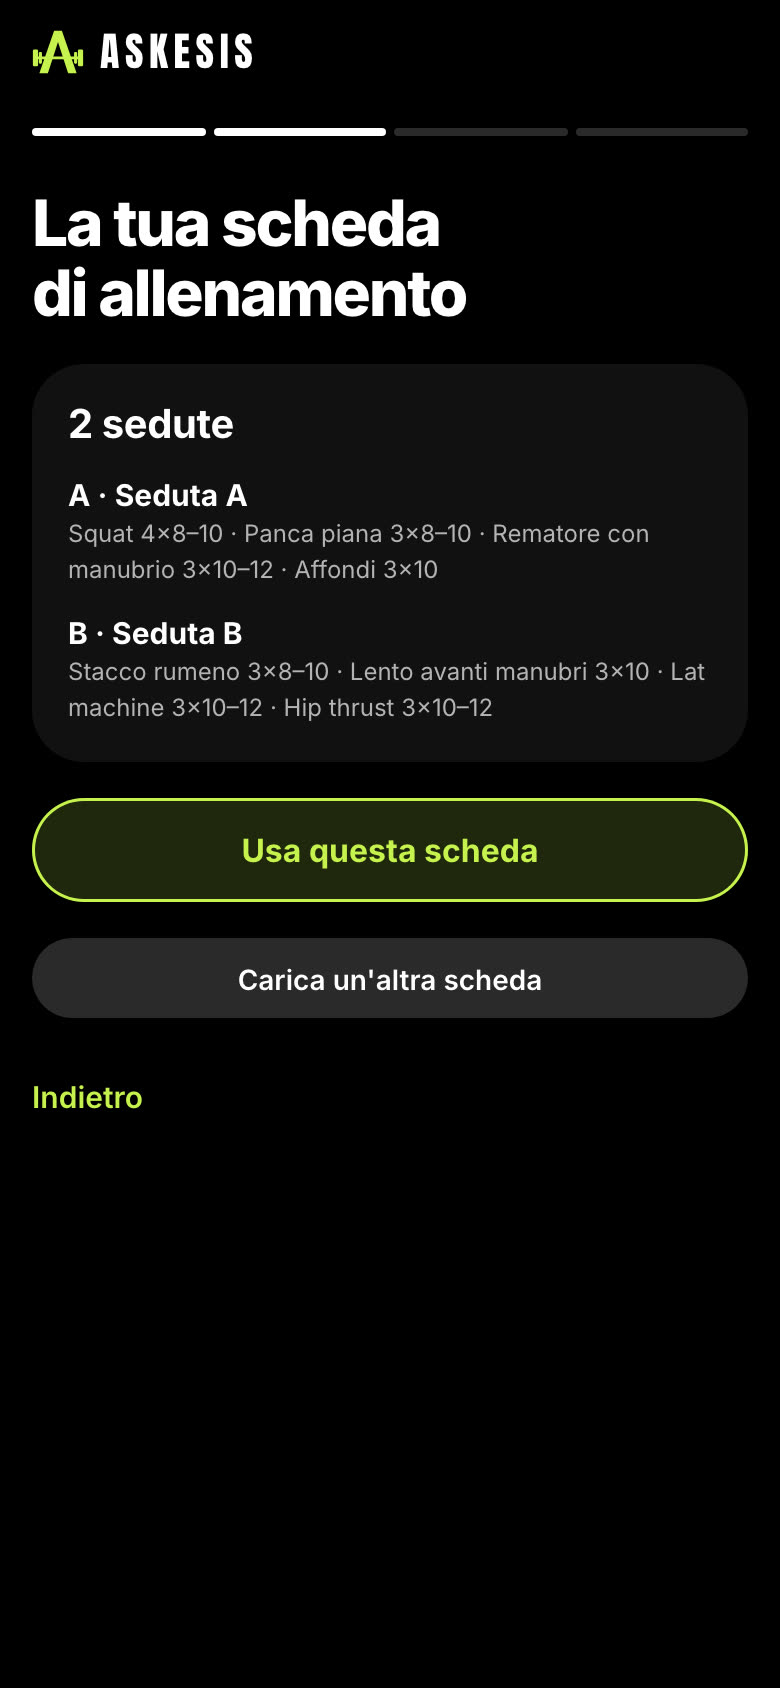 ASKESIS
La tua scheda
di allenamento
2 sedute
A · Seduta A
Squat 4×8–10 · Panca piana 3×8–10 · Rematore con
manubrio 3×10–12 · Affondi 3×10
B · Seduta B
Stacco rumeno 3×8–10 · Lento avanti manubri 3×10 · Lat
machine 3×10–12 · Hip thrust 3×10–12
Usa questa scheda
Carica un'altra scheda
Indietro